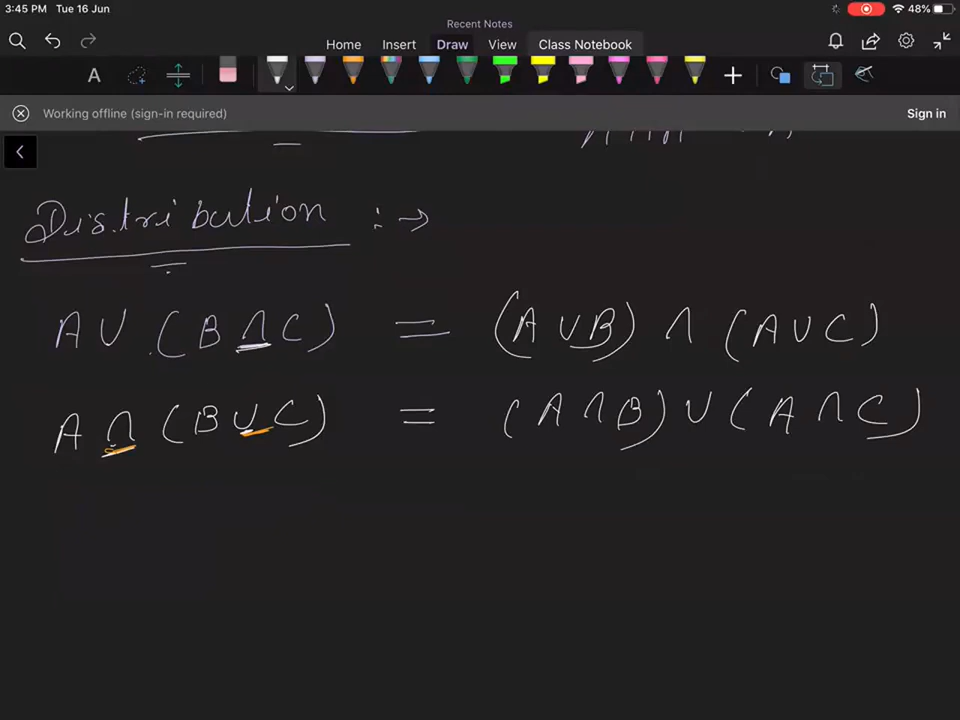 3:45 PM Tue 16 Jun
48%
Recent Notes
Home Insert Draw View Class Notebook
A
Working offline (sign-in required) Sign in
Distribution :→
A ∪ (B ∩ C) = (A ∪ B) ∩ (A ∪ C)
A ∩ (B ∪ C) = (A ∩ B) ∪ (A ∩ C)